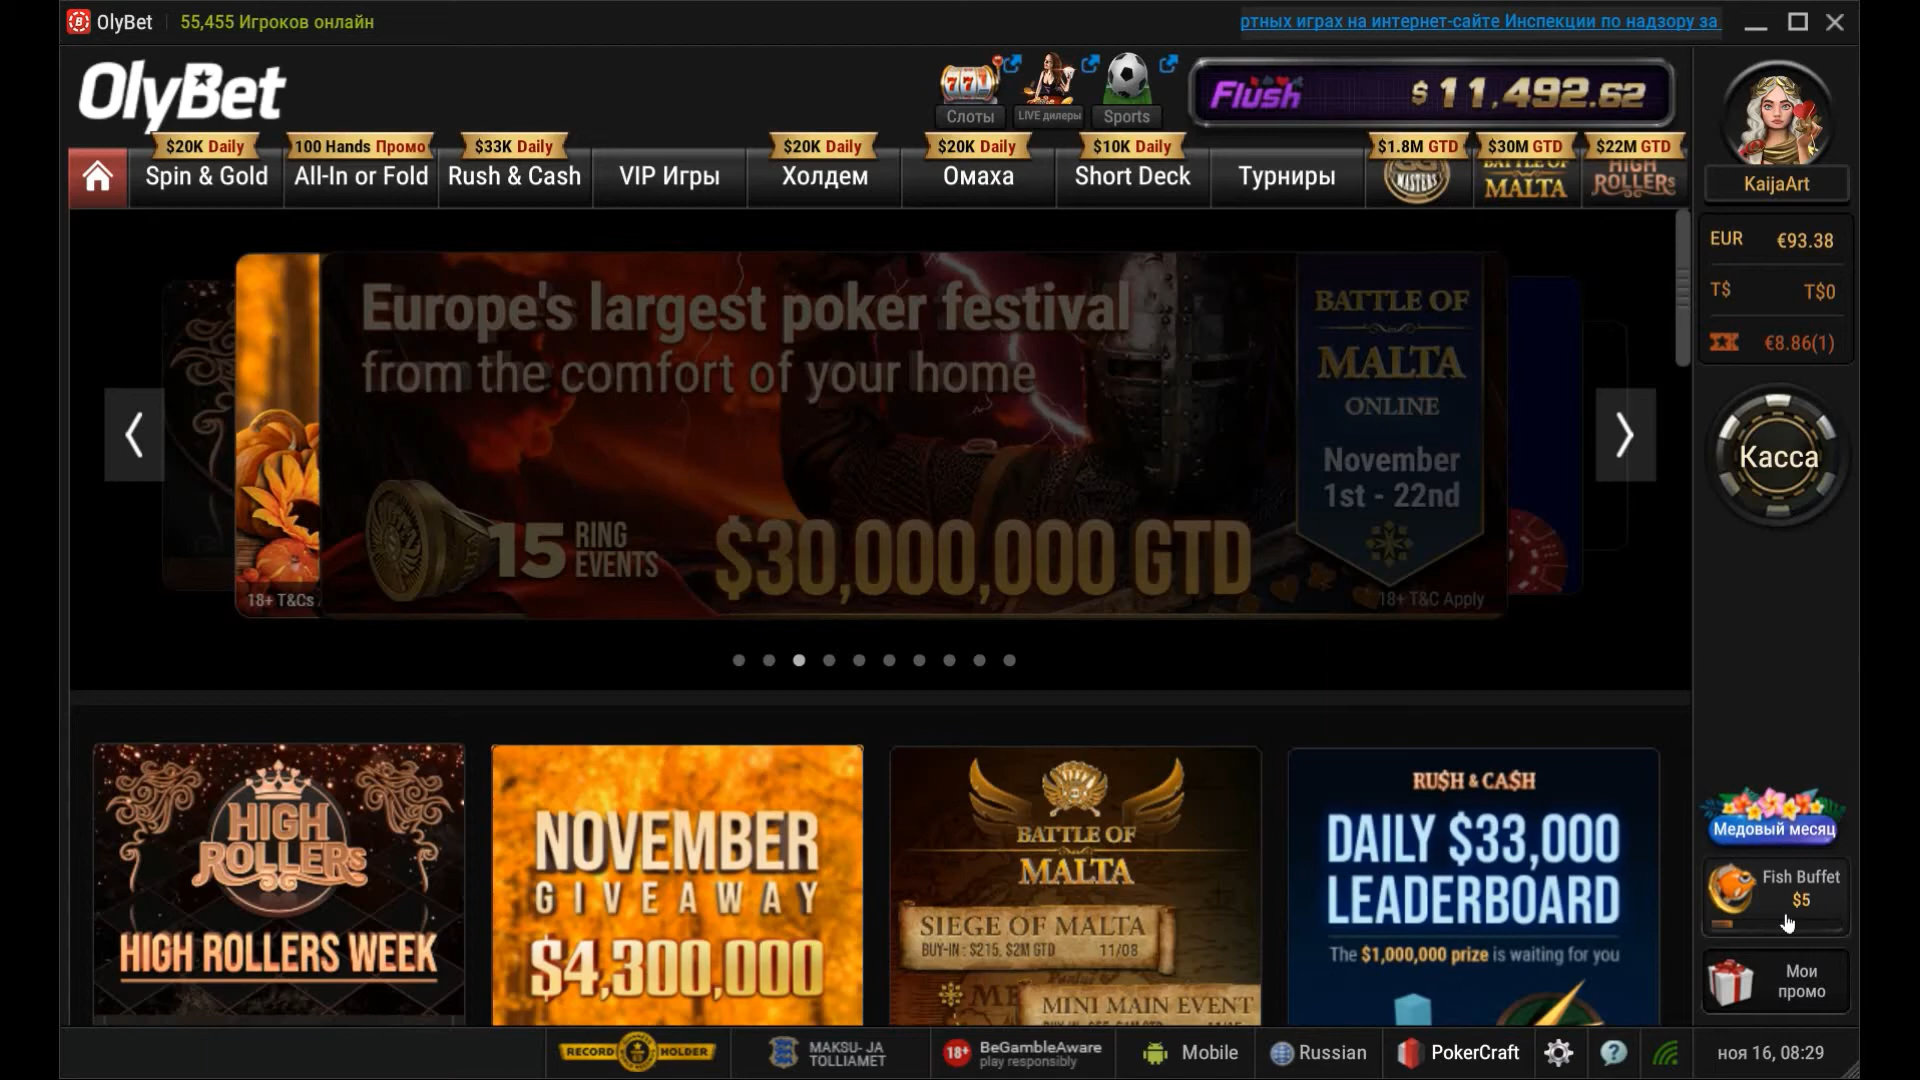 OlyBet
55,455 Игроков онлайн
ртных играх на интернет-сайте Инспекции по надзору за
OlyBet
777
Слоты
LIVE дилеры
Sports
Flush
$ 11,492.62
$20K Daily
100 Hands Промо
$33K Daily
$20K Daily
$20K Daily
$10K Daily
$1.8M GTD
$30M GTD
$22M GTD
Spin & Gold
All-In or Fold
Rush & Cash
VIP Игры
Холдем
Омаха
Short Deck
Турниры
MASTERS
BATTLE OF
MALTA
HIGH
ROLLERS
KaijaArt
EUR €93.38
T$ T$0
€8.86(1)
Касса
Europe's largest poker festival
from the comfort of your home
15 RING
EVENTS
$30,000,000 GTD
BATTLE OF
MALTA
ONLINE
November
1st - 22nd
18+ T&C Apply
18+ T&Cs
HIGH
ROLLERS
HIGH ROLLERS WEEK
NOVEMBER
GIVEAWAY
$4,300,000
BATTLE OF
MALTA
SIEGE OF MALTA
BUY-IN : $215, $2M GTD 11/08
MINI MAIN EVENT
RU$H & CA$H
DAILY $33,000
LEADERBOARD
The $1,000,000 prize is waiting for you
Медовый месяц
Fish Buffet
$5
Мои
промо
RECORD HOLDER
MAKSU- JA
TOLLIAMET
18+
BeGambleAware
play responsibly
Mobile
Russian
PokerCraft
ноя 16, 08:29